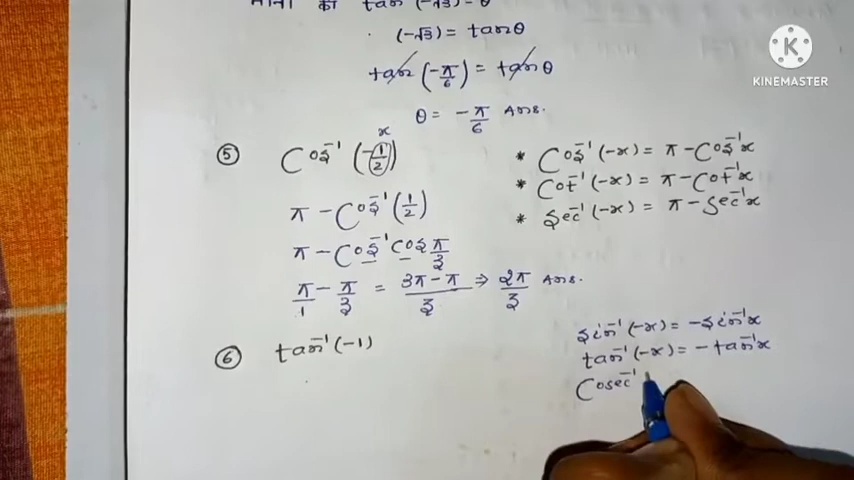 माना की tan⁻¹(-√3) = θ
(-√3) = tanθ
tan(-π/6) = tanθ
θ = -π/6 Ans.
⑤ Cos⁻¹(-1/2)
x
π - Cos⁻¹(1/2)
π - Cos⁻¹ Cos π/3
π/1 - π/3 = 3π-π/3 ⇒ 2π/3 Ans.
* Cos⁻¹(-x) = π - Cos⁻¹x
* Cot⁻¹(-x) = π - Cot⁻¹x
* Sec⁻¹(-x) = π - Sec⁻¹x
⑥ tan⁻¹(-1)
Sin⁻¹(-x) = -Sin⁻¹x
tan⁻¹(-x) = -tan⁻¹x
Cosec⁻¹
KINEMASTER